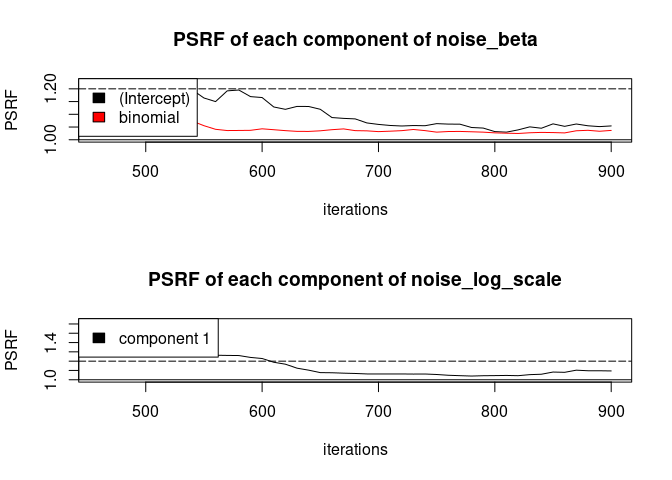 PSRF of each component of noise_beta
PSRF
1.00 1.20
(Intercept)
binomial
500 600 700 800 900
iterations
PSRF of each component of noise_log_scale
PSRF
1.0 1.4
component 1
500 600 700 800 900
iterations